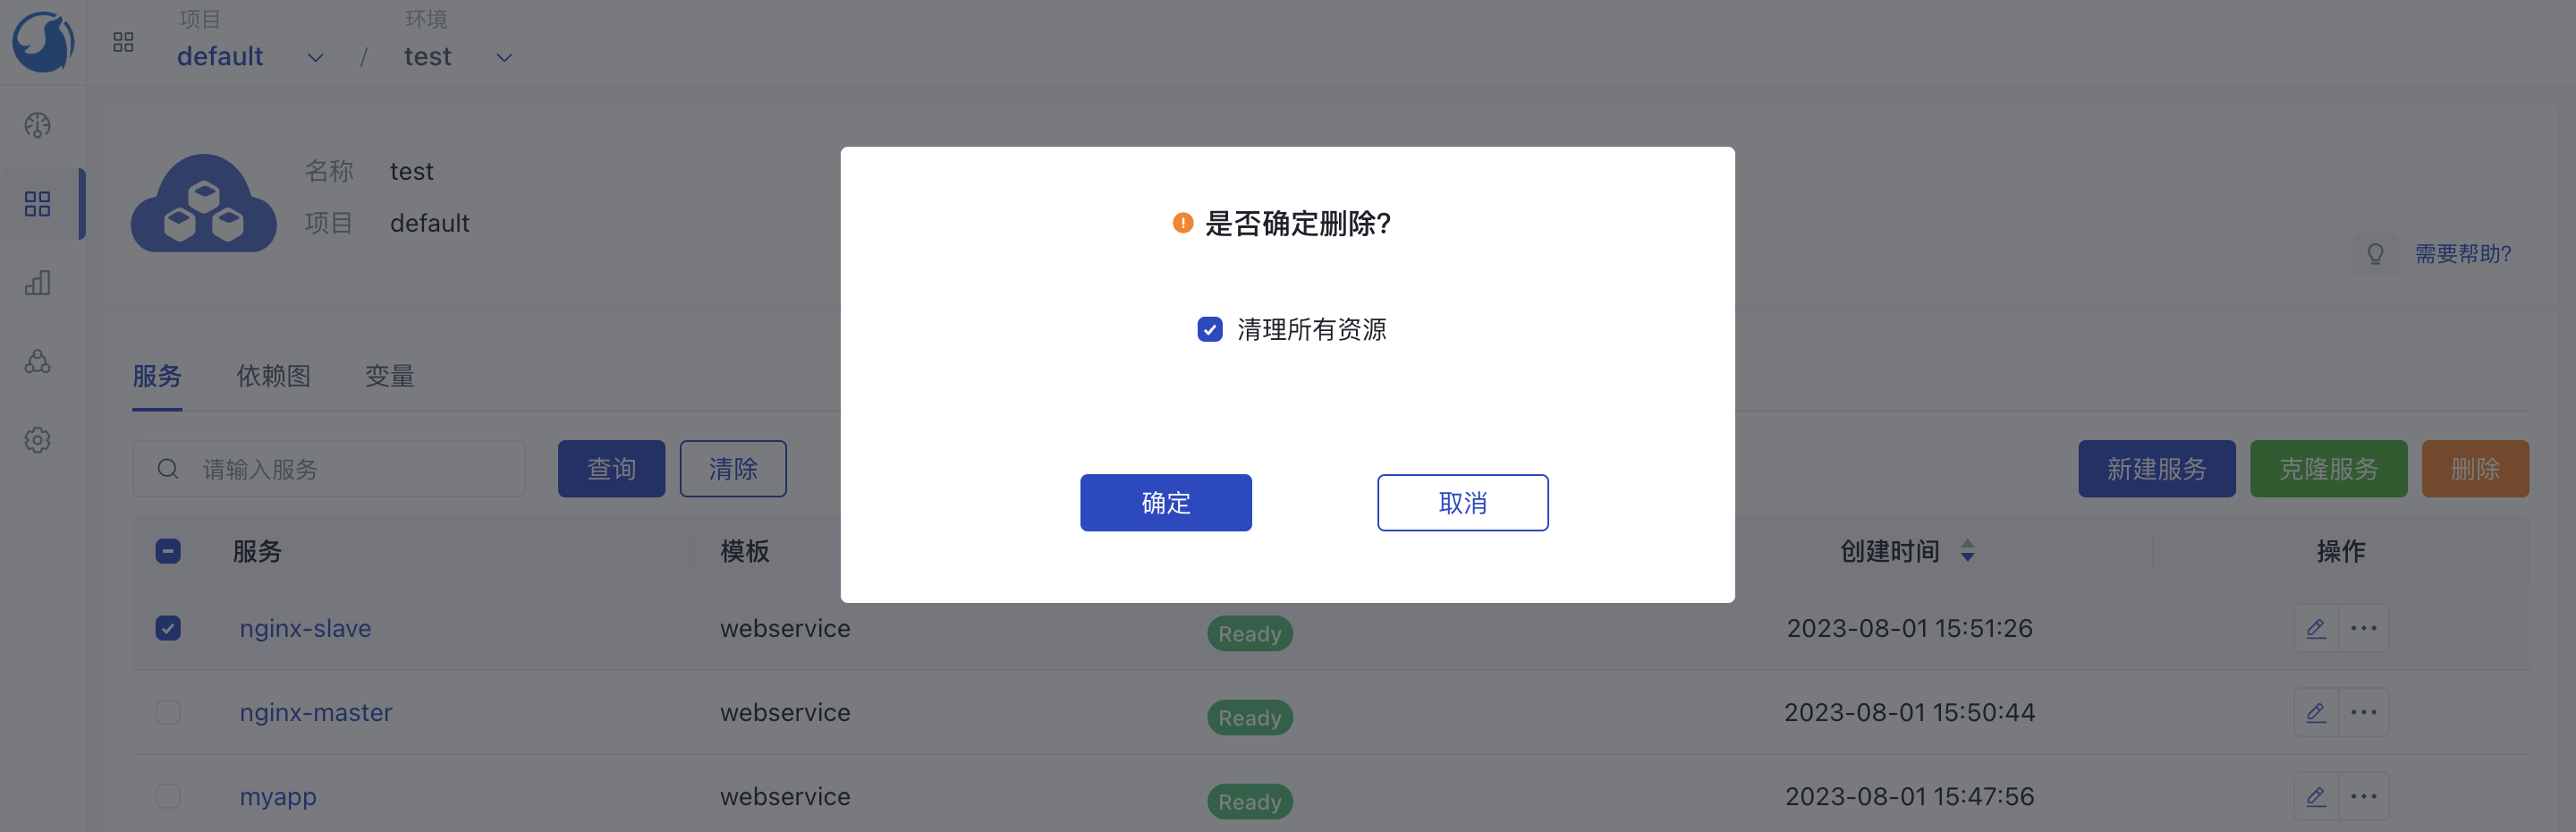 项目
环境
default / test
名称 test
项目 default
需要帮助?
是否确定删除?
清理所有资源
确定 取消
服务 依赖图 变量
请输入服务 查询 清除 新建服务 克隆服务 删除
服务 模板 创建时间 操作
nginx-slave webservice Ready 2023-08-01 15:51:26
nginx-master webservice Ready 2023-08-01 15:50:44
myapp webservice Ready 2023-08-01 15:47:56